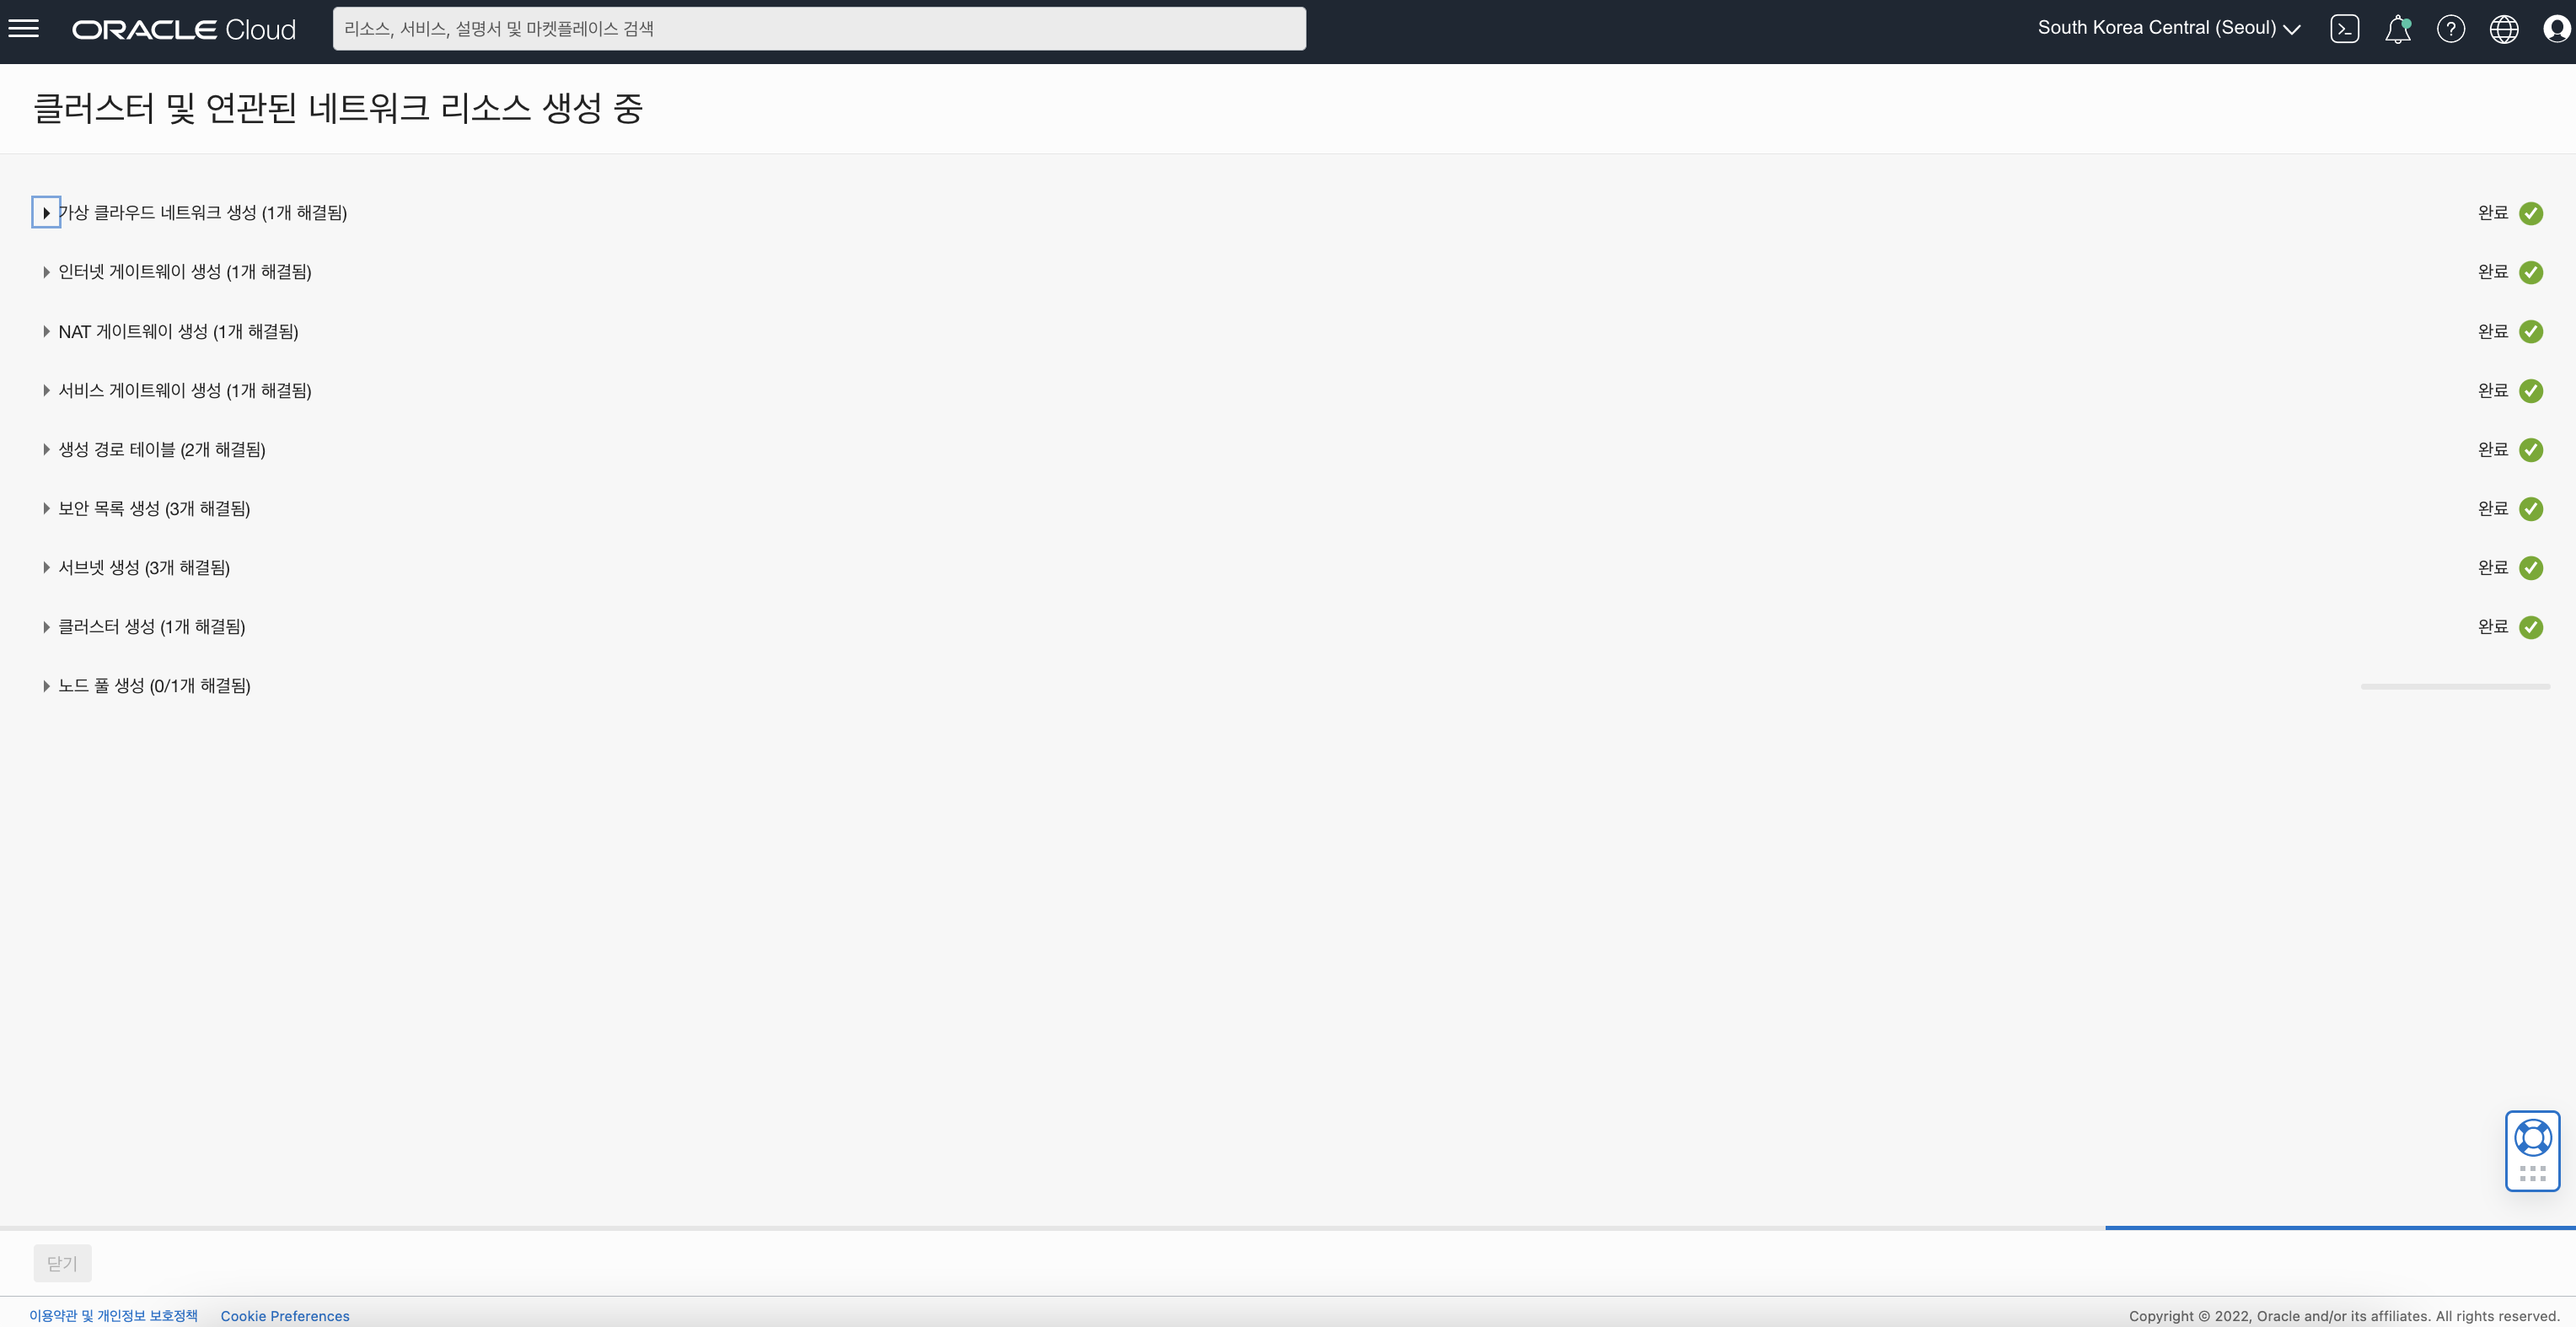 ORACLE Cloud
리소스, 서비스, 설명서 및 마켓플레이스 검색
South Korea Central (Seoul)
클러스터 및 연관된 네트워크 리소스 생성 중
가상 클라우드 네트워크 생성 (1개 해결됨) 완료
인터넷 게이트웨이 생성 (1개 해결됨) 완료
NAT 게이트웨이 생성 (1개 해결됨) 완료
서비스 게이트웨이 생성 (1개 해결됨) 완료
생성 경로 테이블 (2개 해결됨) 완료
보안 목록 생성 (3개 해결됨) 완료
서브넷 생성 (3개 해결됨) 완료
클러스터 생성 (1개 해결됨) 완료
노드 풀 생성 (0/1개 해결됨)
닫기
이용약관 및 개인정보 보호정책 Cookie Preferences
Copyright © 2022, Oracle and/or its affiliates. All rights reserved.